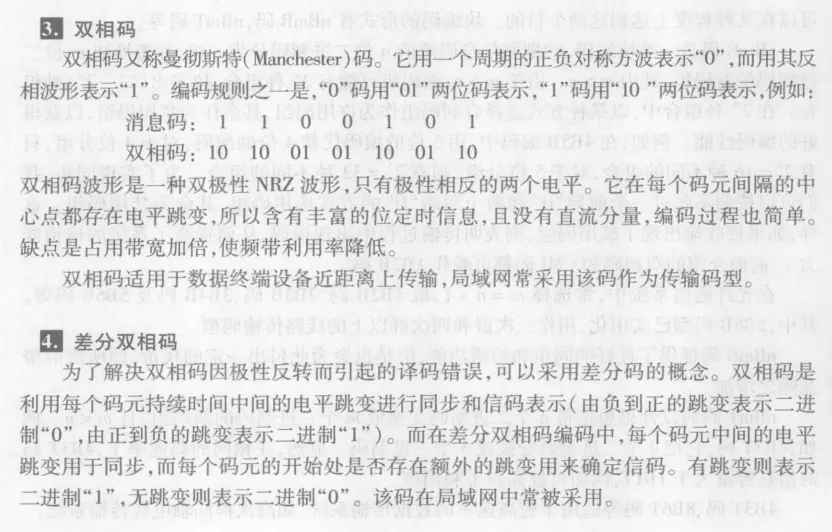 3. 双相码
双相码又称曼彻斯特(Manchester)码。它用一个周期的正负对称方波表示“0”,而用其反
相波形表示“1”。编码规则之一是,“0”码用“01”两位码表示,“1”码用“10 ”两位码表示,例如:
消息码: 1 1 0 0 1 0 1
双相码: 10 10 01 01 10 01 10
双相码波形是一种双极性 NRZ 波形,只有极性相反的两个电平。它在每个码元间隔的中
心点都存在电平跳变,所以含有丰富的位定时信息,且没有直流分量,编码过程也简单。
缺点是占用带宽加倍,使频带利用率降低。
双相码适用于数据终端设备近距离上传输,局域网常采用该码作为传输码型。
4. 差分双相码
为了解决双相码因极性反转而引起的译码错误,可以采用差分码的概念。双相码是
利用每个码元持续时间中间的电平跳变进行同步和信码表示(由负到正的跳变表示二进
制“0”,由正到负的跳变表示二进制“1”)。而在差分双相码编码中,每个码元中间的电平
跳变用于同步,而每个码元的开始处是否存在额外的跳变用来确定信码。有跳变则表示
二进制“1”,无跳变则表示二进制“0”。该码在局域网中常被采用。